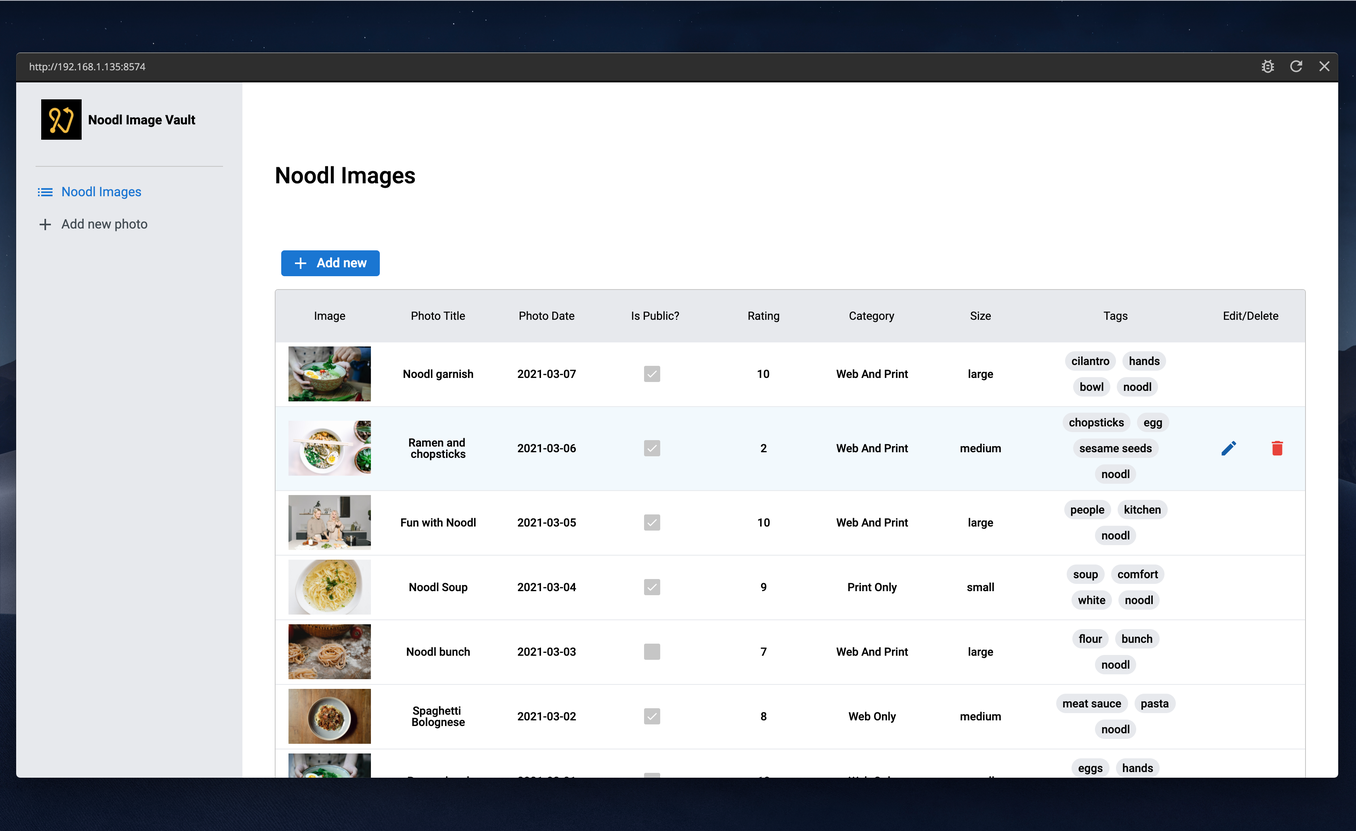 http://192.168.1.135:8574
Noodl Image Vault
Noodl Images
Add new photo
Noodl Images
Add new
Image Photo Title Photo Date Is Public? Rating Category Size Tags Edit/Delete
Noodl garnish 2021-03-07 10 Web And Print large cilantro hands
bowl noodl
Ramen and
chopsticks 2021-03-06 2 Web And Print medium chopsticks egg
sesame seeds
noodl
Fun with Noodl 2021-03-05 10 Web And Print large people kitchen
noodl
Noodl Soup 2021-03-04 9 Print Only small soup comfort
white noodl
Noodl bunch 2021-03-03 7 Web And Print large flour bunch
noodl
Spaghetti
Bolognese 2021-03-02 8 Web Only medium meat sauce pasta
noodl
eggs hands